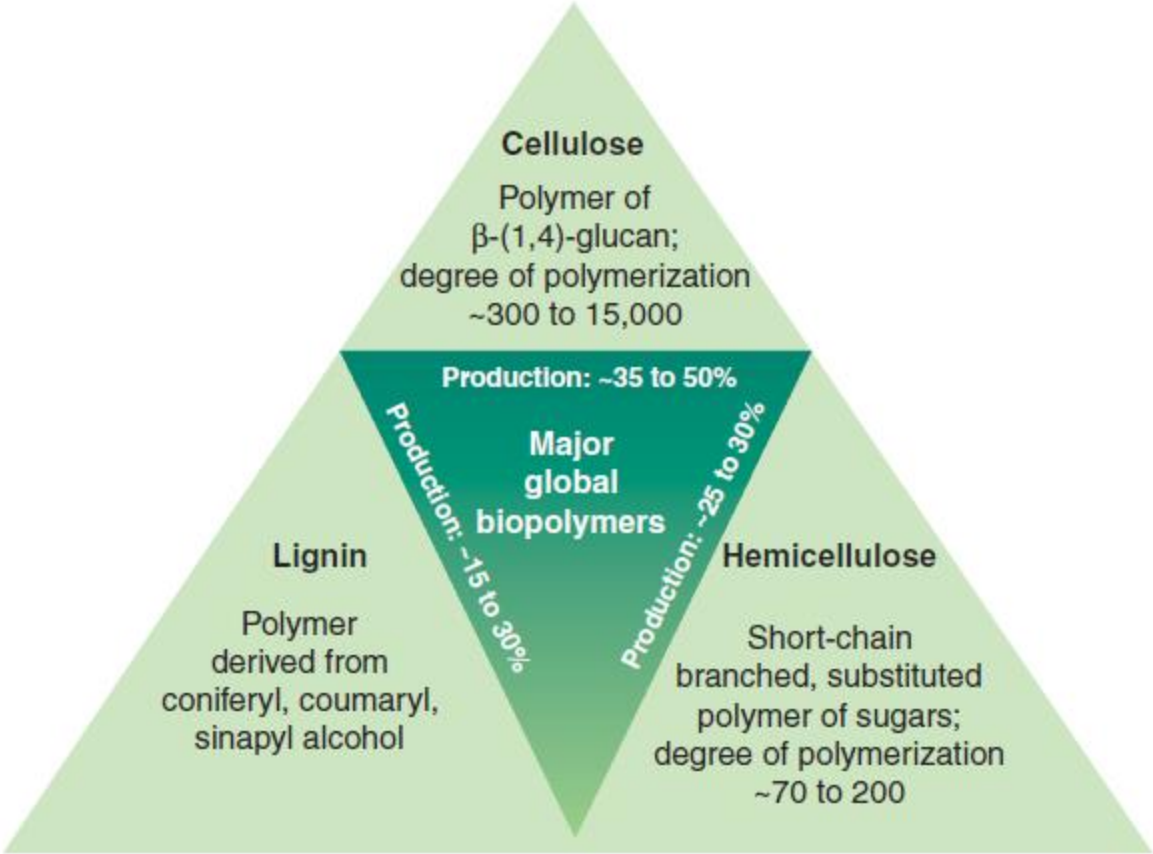 Cellulose
Polymer of
β-(1,4)-glucan;
degree of polymerization
~300 to 15,000
Production: ~35 to 50%
Major
global
biopolymers
Production: ~15 to 30%
Production: ~25 to 30%
Lignin
Polymer
derived from
coniferyl, coumaryl,
sinapyl alcohol
Hemicellulose
Short-chain
branched, substituted
polymer of sugars;
degree of polymerization
~70 to 200